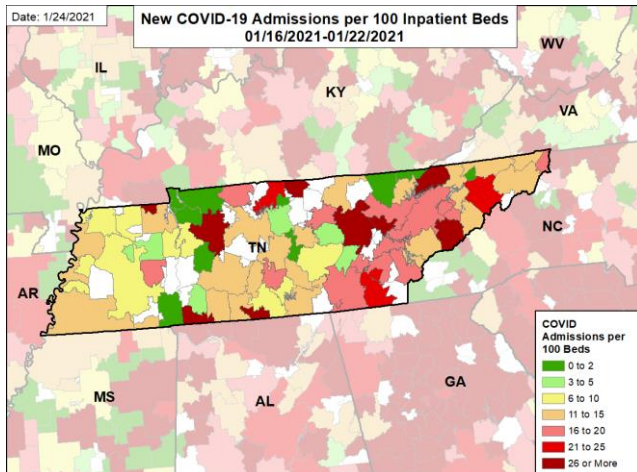 Date: 1/24/2021
New COVID-19 Admissions per 100 Inpatient Beds
01/16/2021-01/22/2021
WV
IL
KY
VA
MO
TN
NC
AR
MS
AL
GA
COVID
Admissions per
100 Beds
0 to 2
3 to 5
6 to 10
11 to 15
16 to 20
21 to 25
26 or More